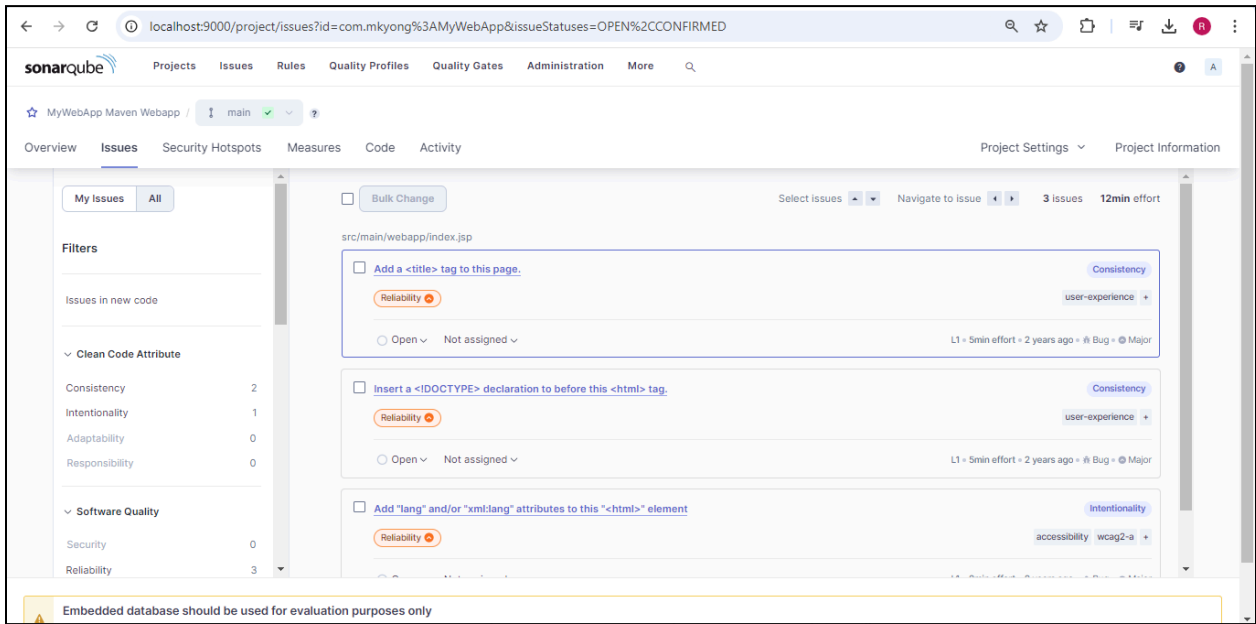 localhost:9000/project/issues?id=com.mkyong%3AMyWebApp&issueStatuses=OPEN%2CCONFIRMED
R
sonarqube Projects Issues Rules Quality Profiles Quality Gates Administration More ? A
MyWebApp Maven Webapp / main ?
Overview Issues Security Hotspots Measures Code Activity Project Settings Project Information
My Issues All
Filters
Issues in new code
Clean Code Attribute
Consistency 2
Intentionality 1
Adaptability 0
Responsibility 0
Software Quality
Security 0
Reliability 3
Bulk Change Select issues Navigate to issue 3 issues 12min effort
src/main/webapp/index.jsp
Add a <title> tag to this page. Consistency
Reliability user-experience +
Open Not assigned L1 • 5min effort • 2 years ago • Bug • Major
Insert a <!DOCTYPE> declaration to before this <html> tag. Consistency
Reliability user-experience +
Open Not assigned L1 • 5min effort • 2 years ago • Bug • Major
Add "lang" and/or "xml:lang" attributes to this "<html>" element Intentionality
Reliability accessibility wcag2-a +
Embedded database should be used for evaluation purposes only